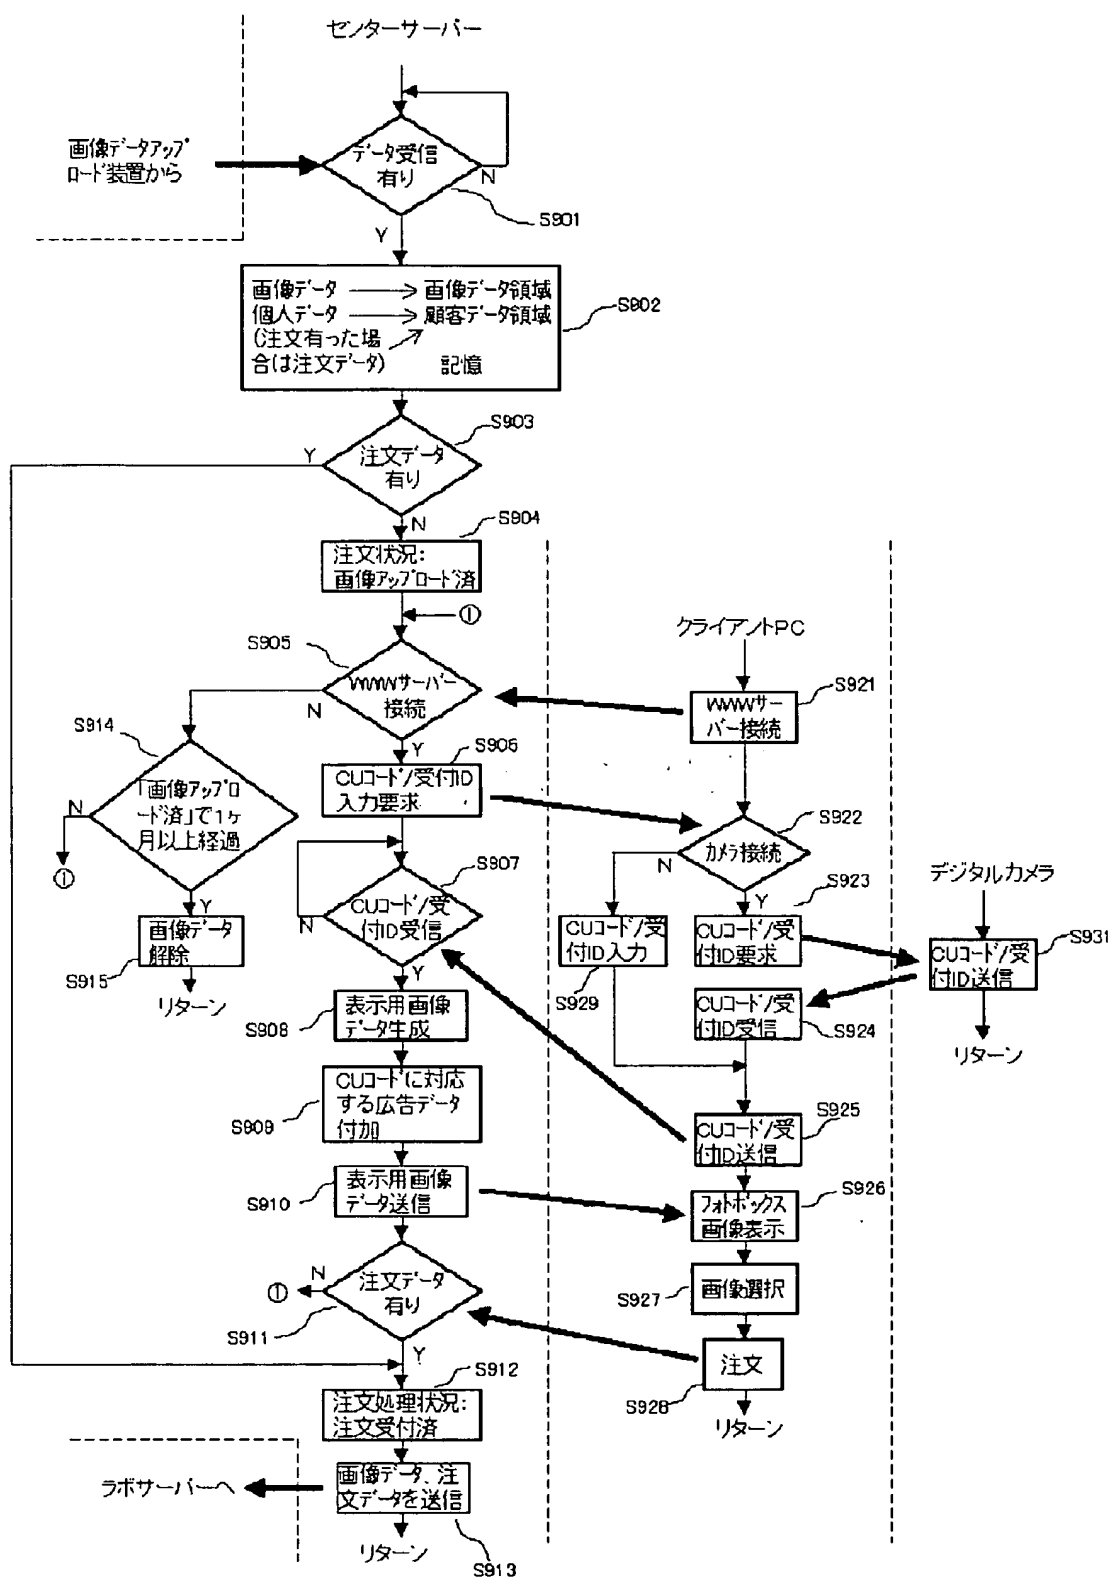 センターサーバー
画像データアップ
ロード装置から
データ受信
有り
N
S901
Y
画像データ → 画像データ領域
個人データ → 顧客データ領域
(注文有った場
合は注文データ) 記憶
S902
S903
注文データ
有り
Y
N
S904
注文状況:
画像アップロード済
①
S905
WWWサーバー
接続
N
Y
S914
「画像アップロ
ード済」で1ヶ
月以上経過
N
①
Y
画像データ
解除
S915
リターン
S906
CUコード/受付ID
入力要求
S907
CUコード/受
付ID受信
N
Y
S908
表示用画像
データ生成
S909
CUコードに対応
する広告データ
付加
S910
表示用画像
データ送信
注文データ
有り
N
①
S911
Y
S912
注文処理状況:
注文受付済
画像データ、注
文データを送信
S913
ラボサーバーへ
リターン
クライアントPC
S921
WWWサー
バー接続
S922
カメラ接続
N
Y
S923
CUコード/受
付ID入力
S929
CUコード/受
付ID要求
CUコード/受
付ID受信
S924
S925
CUコード/受
付ID送信
S926
フォトボックス
画像表示
S927
画像選択
注文
S928
リターン
デジタルカメラ
S931
CUコード/受
付ID送信
リターン